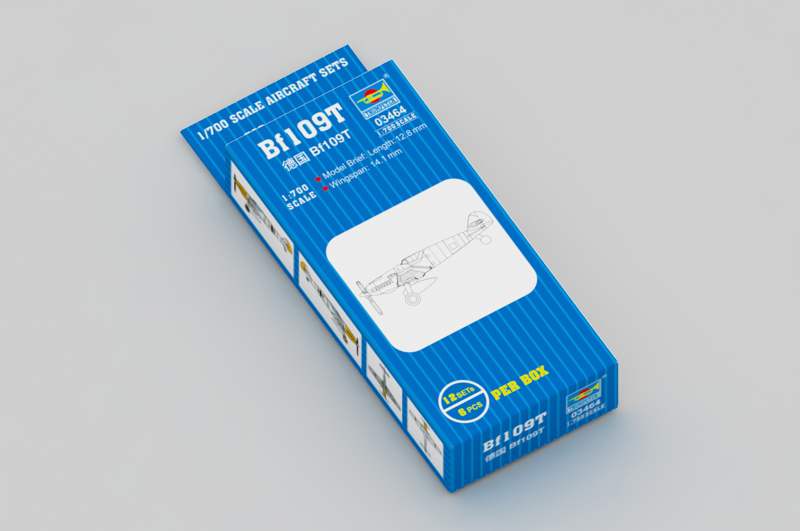 1/700 SCALE AIRCRAFT SETS
Bf109T
德国 Bf109T
TRUMPETER
03464
1:700 SCALE
1:700
SCALE
Model Brief: Length: 12.8 mm
Wingspan: 14.1 mm
12 SETs
6 PCS
PER BOX
Bf109T
德国 Bf109T
03464
1:700 SCALE